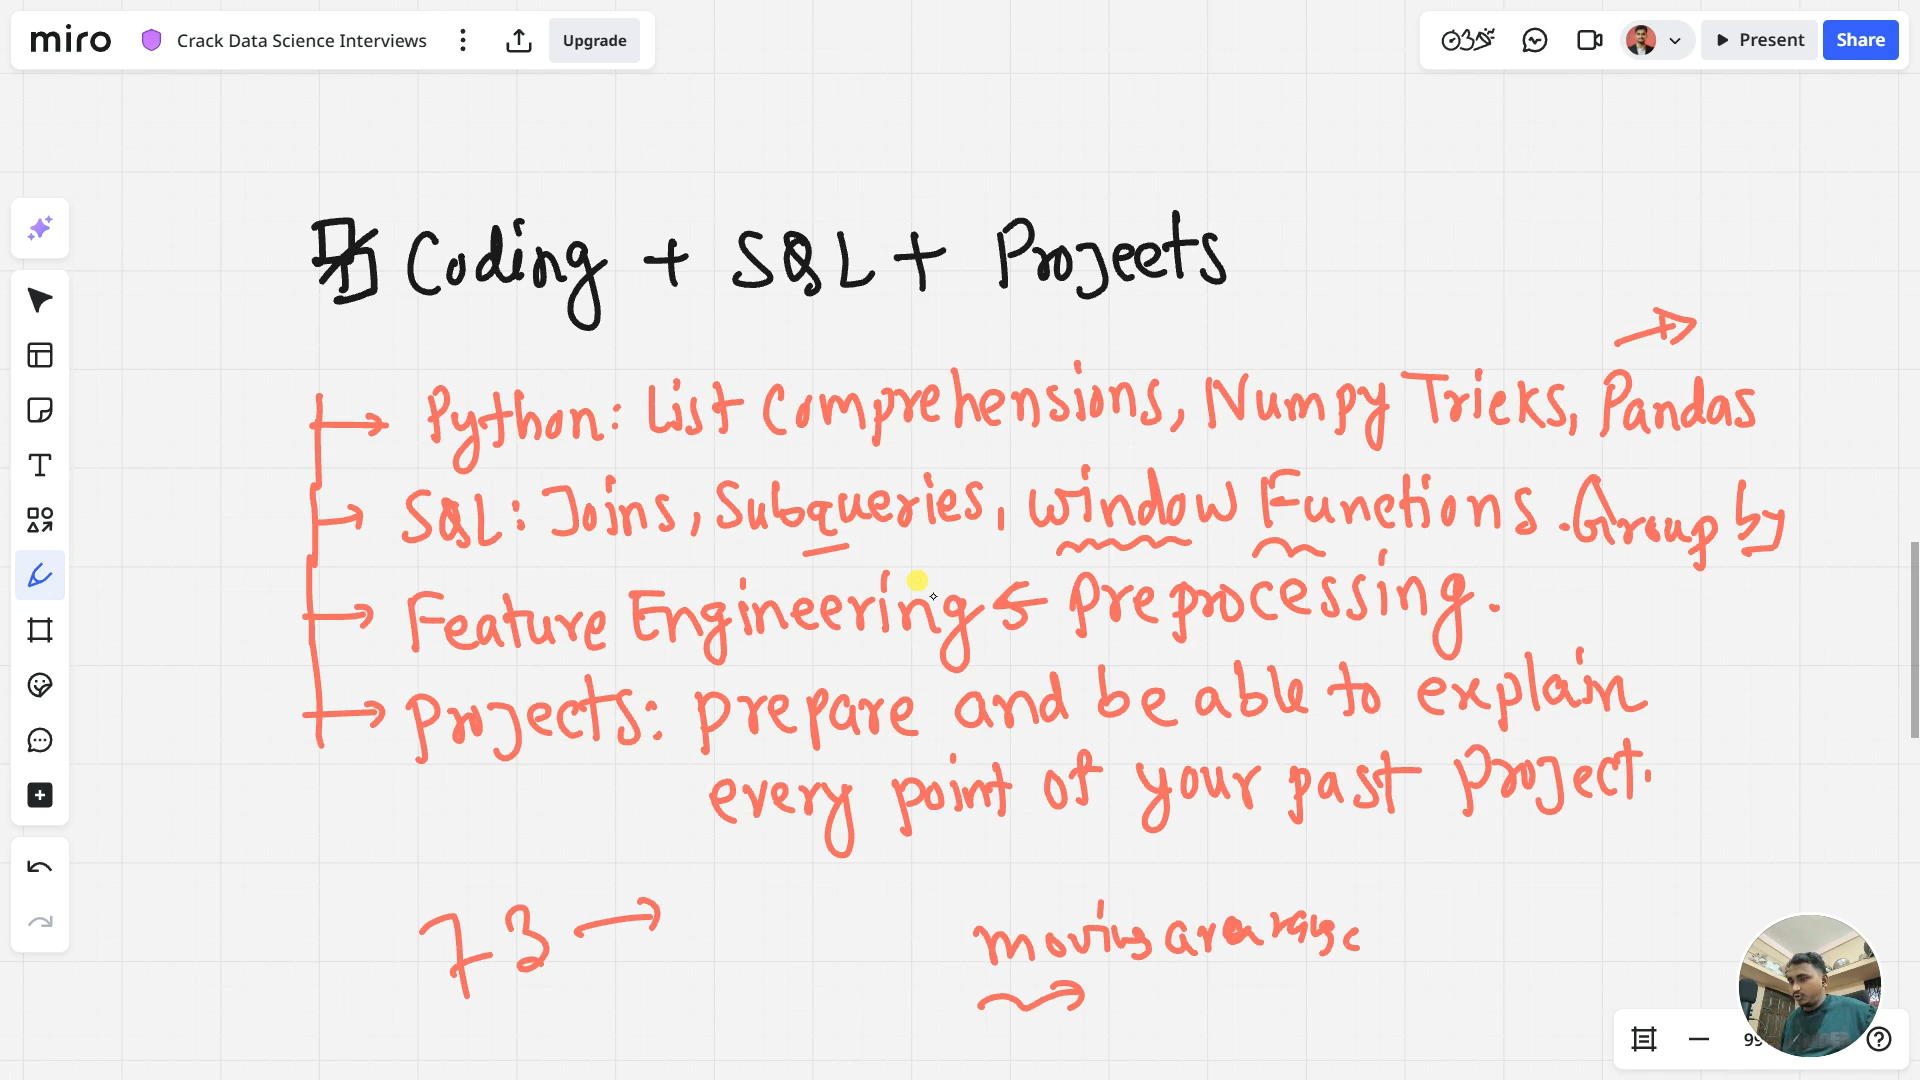 miro Crack Data Science Interviews Upgrade Present Share
Coding + SQL + Projects
Python: List Comprehensions, Numpy Tricks, Pandas
SQL: Joins, Subqueries, Window Functions. Group by
Feature Engineering ← Preprocessing.
Projects: prepare and be able to explain
every point of your past Project.
73 →
moving